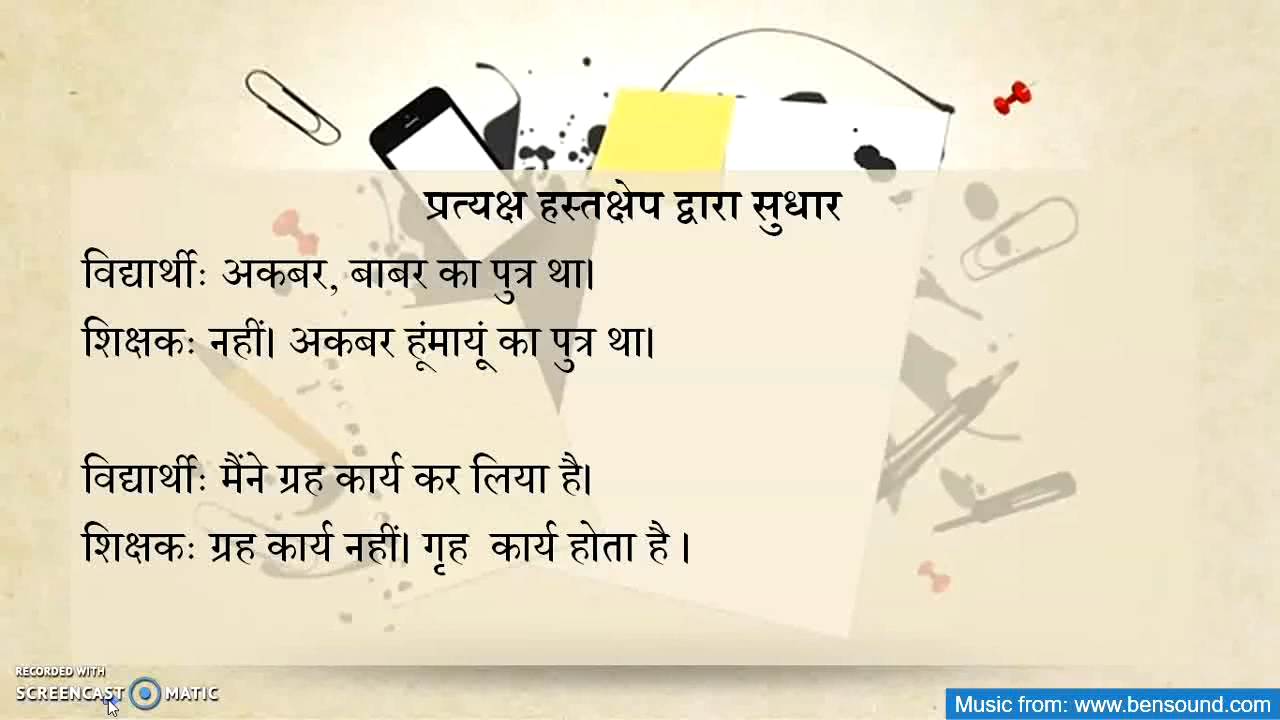 प्रत्यक्ष हस्तक्षेप द्वारा सुधार
विद्यार्थीः अकबर, बाबर का पुत्र था।
शिक्षकः नहीं। अकबर हूंमायूं का पुत्र था।
विद्यार्थीः मैंने ग्रह कार्य कर लिया है।
शिक्षकः ग्रह कार्य नहीं। गृह कार्य होता है ।
RECORDED WITH
SCREENCAST MATIC
Music from: www.bensound.com